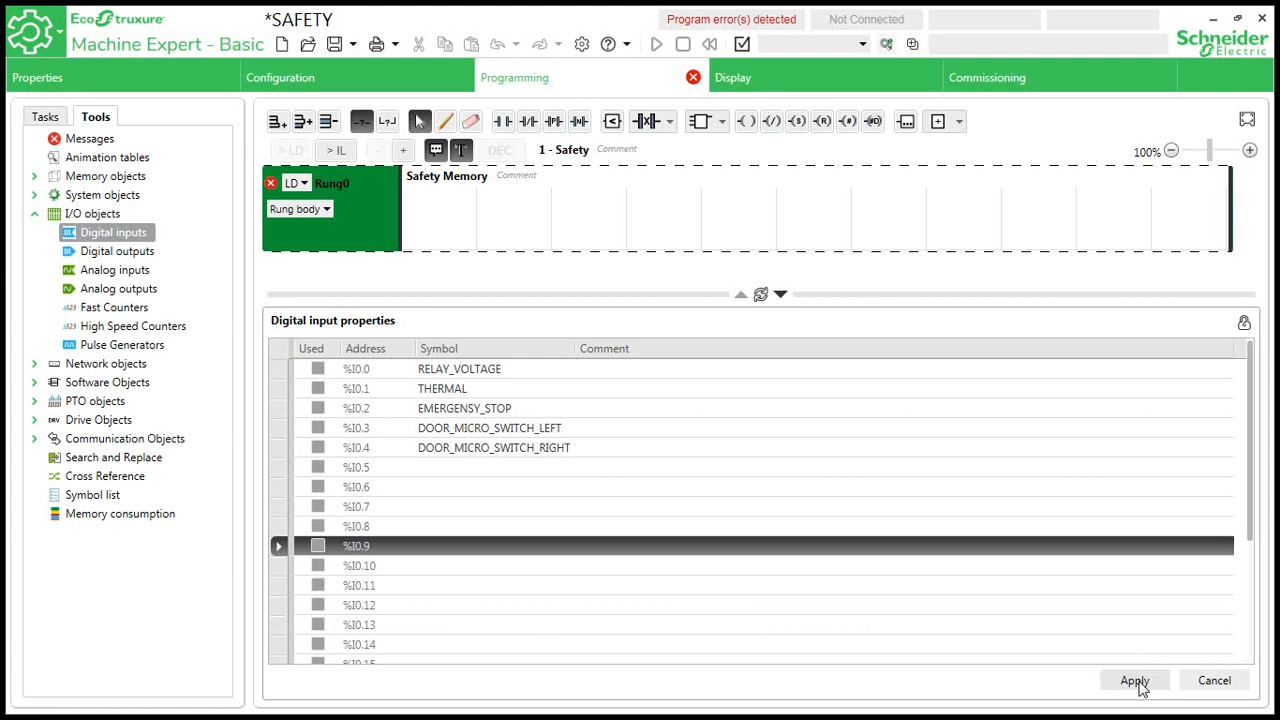 EcoStruxure
Machine Expert - Basic
*SAFETY
Program error(s) detected
Not Connected
Schneider
Electric
Properties
Configuration
Programming
Display
Commissioning
Tasks
Tools
Messages
Animation tables
Memory objects
System objects
I/O objects
Digital inputs
Digital outputs
Analog inputs
Analog outputs
Fast Counters
High Speed Counters
Pulse Generators
Network objects
Software Objects
PTO objects
Drive Objects
Communication Objects
Search and Replace
Cross Reference
Symbol list
Memory consumption
> LD
> IL
-
+
DEC
1 - Safety
Comment
100%
LD
Rung0
Rung body
Safety Memory
Comment
Digital input properties
Used Address Symbol Comment
%I0.0 RELAY_VOLTAGE
%I0.1 THERMAL
%I0.2 EMERGENSY_STOP
%I0.3 DOOR_MICRO_SWITCH_LEFT
%I0.4 DOOR_MICRO_SWITCH_RIGHT
%I0.5
%I0.6
%I0.7
%I0.8
%I0.9
%I0.10
%I0.11
%I0.12
%I0.13
%I0.14
%I0.15
Apply
Cancel